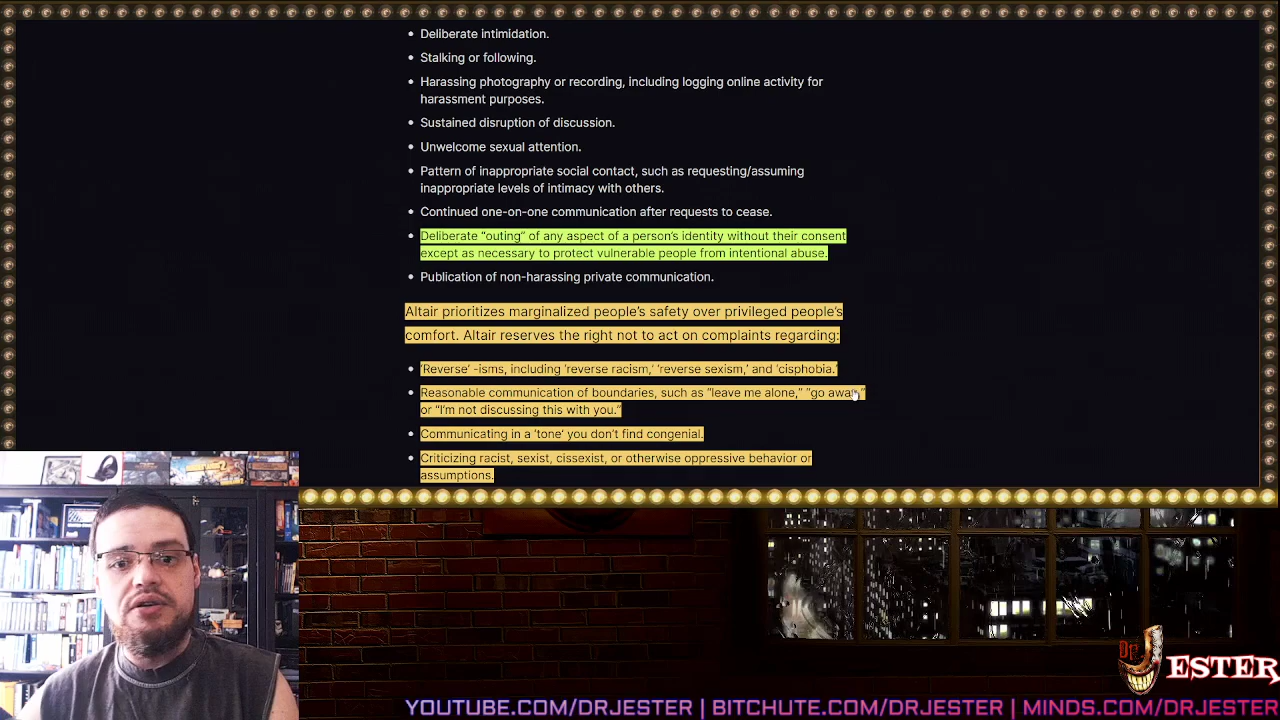 Deliberate intimidation.
Stalking or following.
Harassing photography or recording, including logging online activity for
harassment purposes.
Sustained disruption of discussion.
Unwelcome sexual attention.
Pattern of inappropriate social contact, such as requesting/assuming
inappropriate levels of intimacy with others.
Continued one-on-one communication after requests to cease.
Deliberate “outing” of any aspect of a person’s identity without their consent
except as necessary to protect vulnerable people from intentional abuse.
Publication of non-harassing private communication.
Altair prioritizes marginalized people’s safety over privileged people’s
comfort. Altair reserves the right not to act on complaints regarding:
‘Reverse’ -isms, including ‘reverse racism,’ ‘reverse sexism,’ and ‘cisphobia.’
Reasonable communication of boundaries, such as “leave me alone,” “go away,”
or “I’m not discussing this with you.”
Communicating in a ‘tone’ you don’t find congenial.
Criticizing racist, sexist, cissexist, or otherwise oppressive behavior or
assumptions.
Dr. JESTER
YOUTUBE.COM/DRJESTER | BITCHUTE.COM/DRJESTER | MINDS.COM/DRJESTER